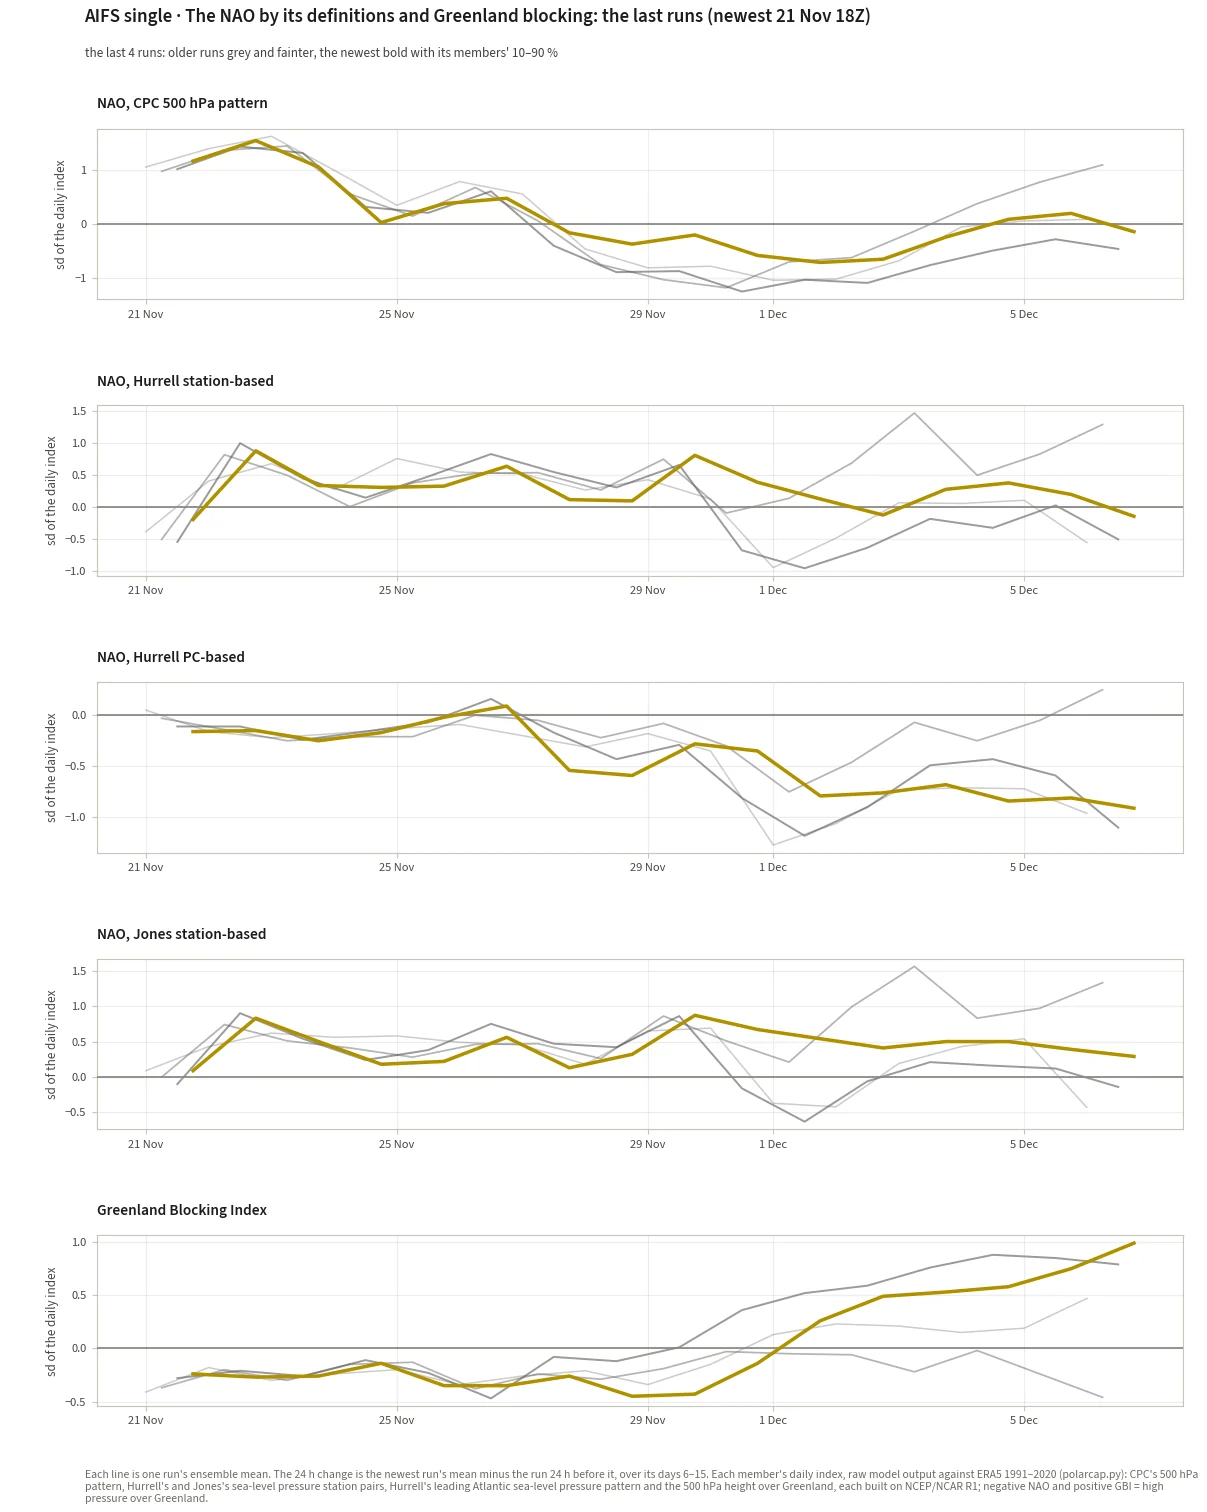 AIFS single · The NAO by its definitions and Greenland blocking: the last runs (newest 21 Nov 18Z)
the last 4 runs: older runs grey and fainter, the newest bold with its members' 10–90 %
NAO, CPC 500 hPa pattern
sd of the daily index
1
0
−1
21 Nov
25 Nov
29 Nov
1 Dec
5 Dec
NAO, Hurrell station-based
sd of the daily index
1.5
1.0
0.5
0.0
−0.5
−1.0
21 Nov
25 Nov
29 Nov
1 Dec
5 Dec
NAO, Hurrell PC-based
sd of the daily index
0.0
−0.5
−1.0
21 Nov
25 Nov
29 Nov
1 Dec
5 Dec
NAO, Jones station-based
sd of the daily index
1.5
1.0
0.5
0.0
−0.5
21 Nov
25 Nov
29 Nov
1 Dec
5 Dec
Greenland Blocking Index
sd of the daily index
1.0
0.5
0.0
−0.5
21 Nov
25 Nov
29 Nov
1 Dec
5 Dec
Each line is one run's ensemble mean. The 24 h change is the newest run's mean minus the run 24 h before it, over its days 6–15. Each member's daily index, raw model output against ERA5 1991–2020 (polarcap.py): CPC's 500 hPa
pattern, Hurrell's and Jones's sea-level pressure station pairs, Hurrell's leading Atlantic sea-level pressure pattern and the 500 hPa height over Greenland, each built on NCEP/NCAR R1; negative NAO and positive GBI = high
pressure over Greenland.